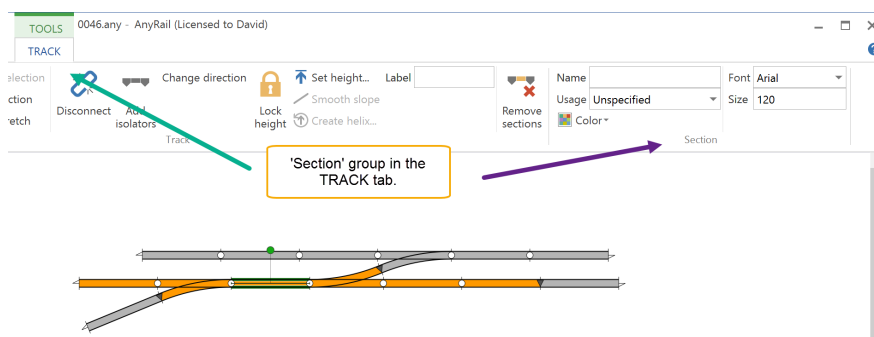 TOOLS 0046.any - AnyRail (Licensed to David)
TRACK
election
ction
retch
Disconnect
Add isolators
Change direction
Lock height
Set height...
Smooth slope
Create helix...
Label
Track
Remove sections
Name
Usage Unspecified
Color
Font Arial
Size 120
Section
'Section' group in the
TRACK tab.